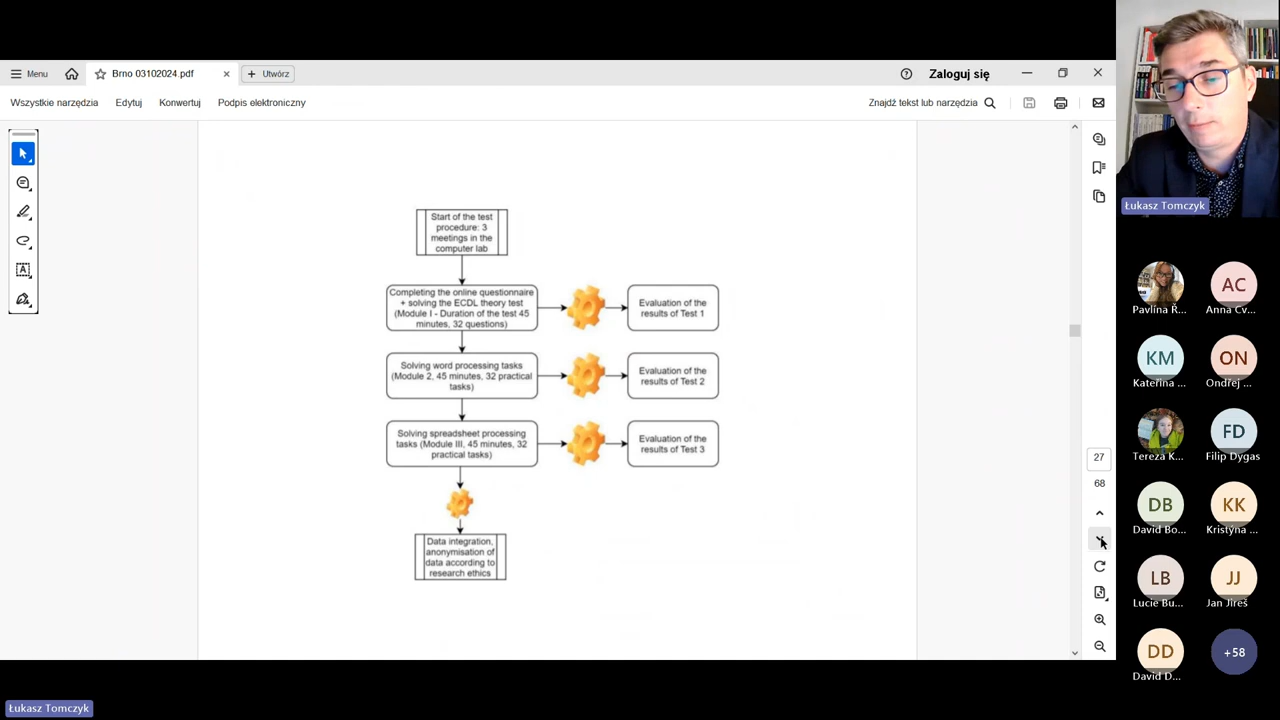 Menu
Brno 03102024.pdf
Utwórz
Zaloguj się
Wszystkie narzędzia
Edytuj
Konwertuj
Podpis elektroniczny
Znajdź tekst lub narzędzia
Start of the test
procedure: 3
meetings in the
computer lab
Completing the online questionnaire
+ solving the ECDL theory test
(Module I - Duration of the test 45
minutes, 32 questions)
Evaluation of the
results of Test 1
Solving word processing tasks
(Module 2, 45 minutes, 32 practical
tasks)
Evaluation of the
results of Test 2
Solving spreadsheet processing
tasks (Module III, 45 minutes, 32
practical tasks)
Evaluation of the
results of Test 3
Data integration,
anonymisation of
data according to
research ethics
27
68
Łukasz Tomczyk
Pavlína Ř...
AC
Anna Cv...
KM
Kateřina ...
ON
Ondřej ...
Tereza K...
FD
Filip Dygas
DB
David Bo...
KK
Kristýna ...
LB
Lucie Bu...
JJ
Jan Jireš
DD
David D...
+58
Łukasz Tomczyk